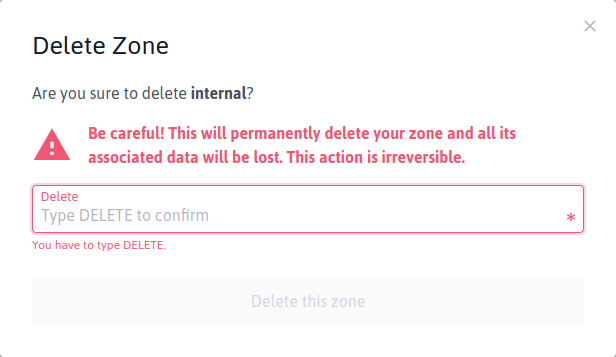 Delete Zone
Are you sure to delete internal?
Be careful! This will permanently delete your zone and all its
associated data will be lost. This action is irreversible.
Delete
Type DELETE to confirm *
You have to type DELETE.
Delete this zone